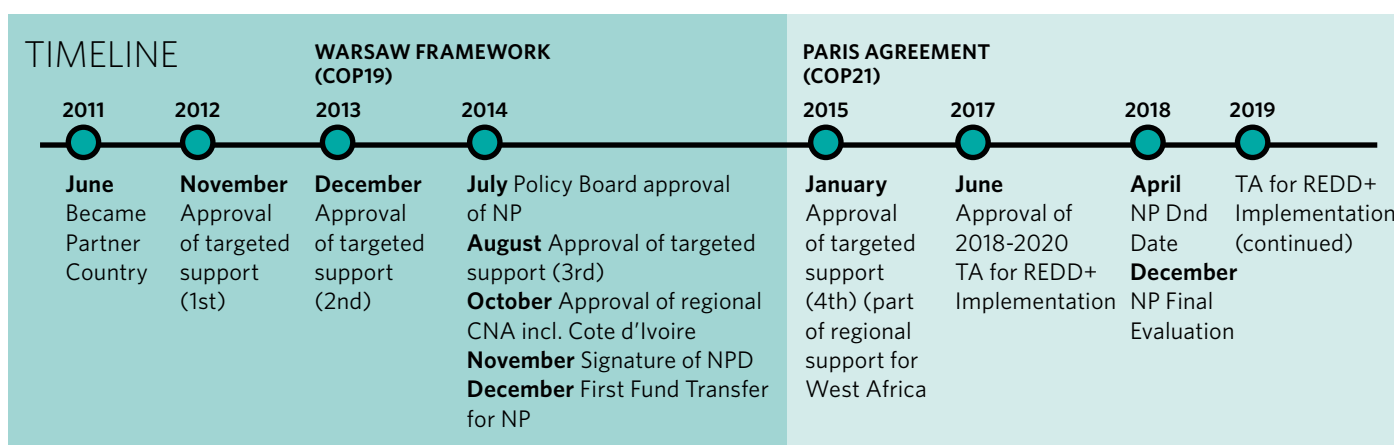 TIMELINE
WARSAW FRAMEWORK
(COP19)
PARIS AGREEMENT
(COP21)
2011
June
Became
Partner
Country
2012
November
Approval
of targeted
support
(1st)
2013
December
Approval
of targeted
support
(2nd)
2014
July Policy Board approval
of NP
August Approval of targeted
support (3rd)
October Approval of regional
CNA incl. Cote d'Ivoire
November Signature of NPD
December First Fund Transfer
for NP
2015
January
Approval
of targeted
support
(4th) (part
of regional
support for
West Africa
2017
June
Approval of
2018-2020
TA for REDD+
Implementation
2018
April
NP Dnd
Date
December
NP Final
Evaluation
2019
TA for REDD+
Implementation
(continued)